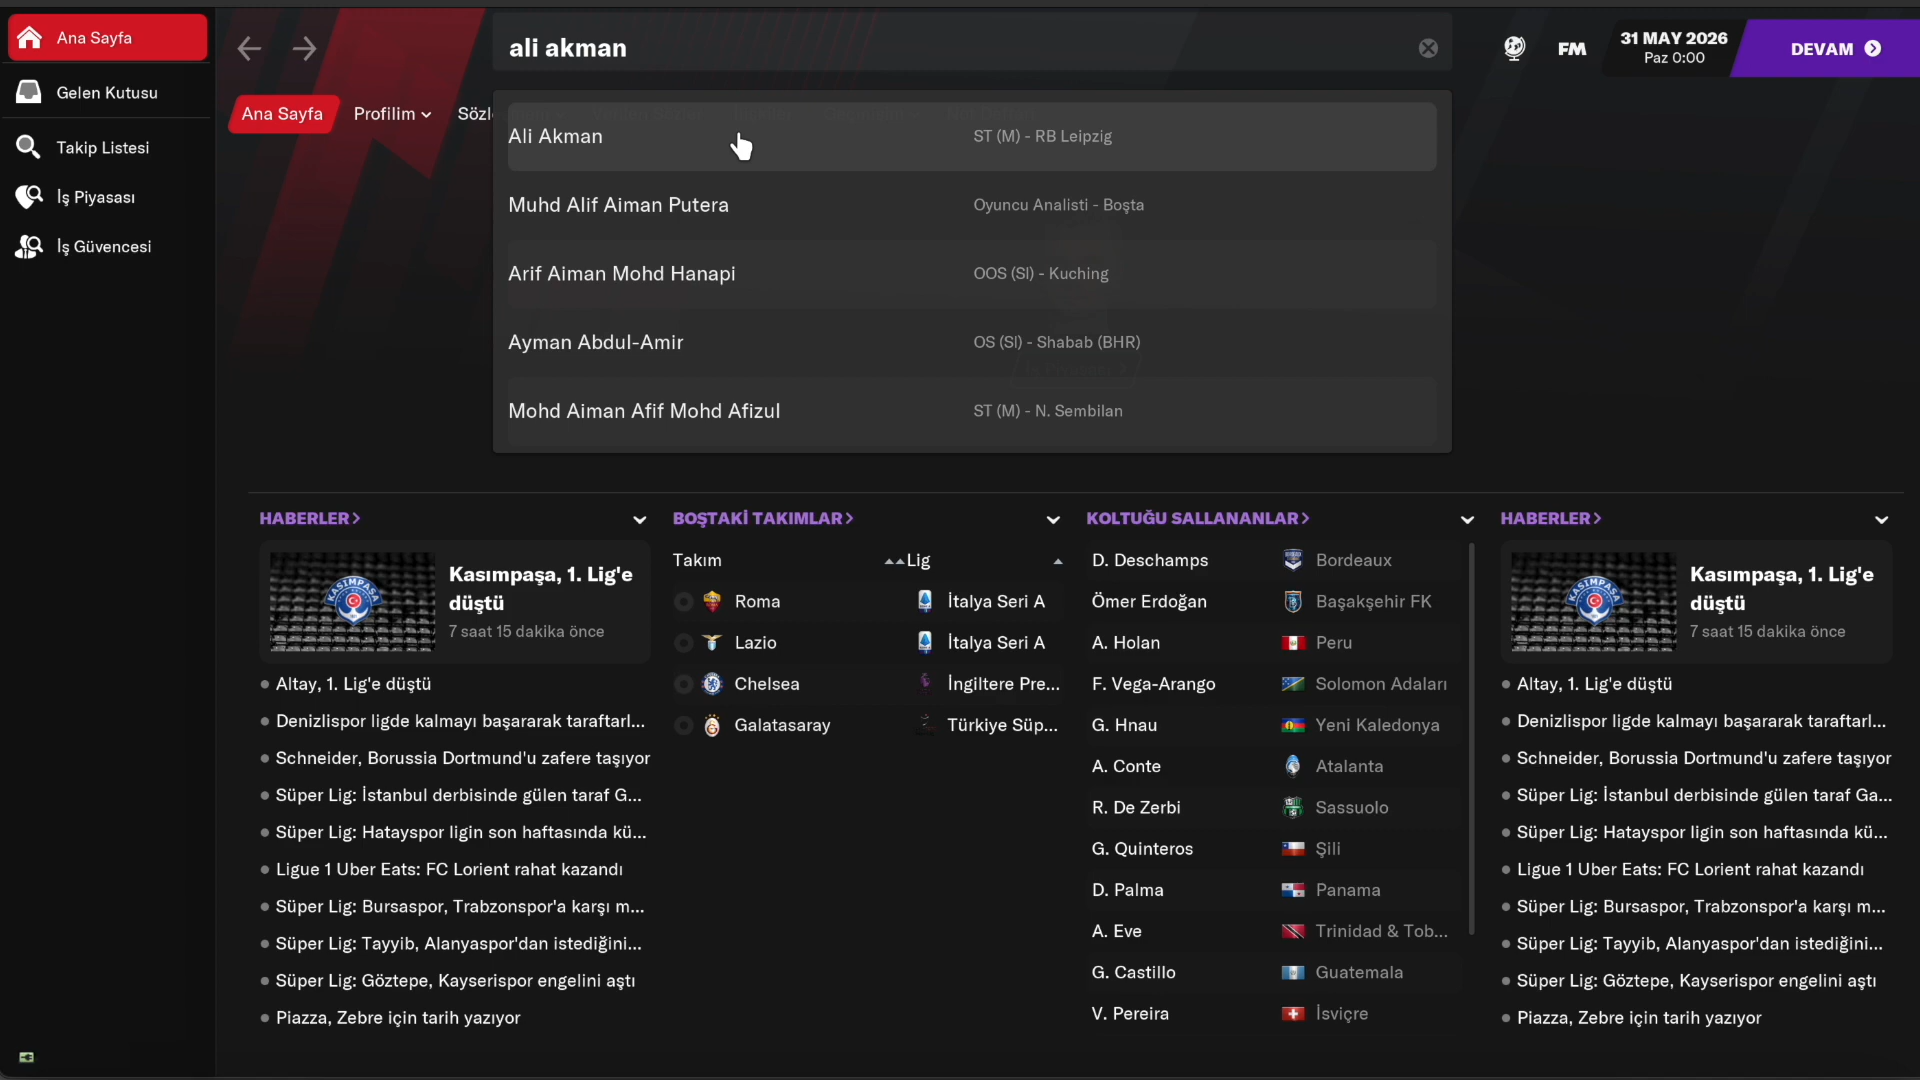 Ana Sayfa
Gelen Kutusu
Takip Listesi
İş Piyasası
İş Güvencesi
ali akman
FM
31 MAY 2026
Paz 0:00
DEVAM
Ana Sayfa
Profilim
Ali Akman ST (M) - RB Leipzig
Muhd Alif Aiman Putera Oyuncu Analisti - Boşta
Arif Aiman Mohd Hanapi OOS (Sl) - Kuching
Ayman Abdul-Amir OS (Sl) - Shabab (BHR)
Mohd Aiman Afif Mohd Afizul ST (M) - N. Sembilan
HABERLER
Kasımpaşa, 1. Lig'e
düştü
7 saat 15 dakika önce
Altay, 1. Lig'e düştü
Denizlispor ligde kalmayı başararak taraftarl...
Schneider, Borussia Dortmund'u zafere taşıyor
Süper Lig: İstanbul derbisinde gülen taraf G...
Süper Lig: Hatayspor ligin son haftasında kü...
Ligue 1 Uber Eats: FC Lorient rahat kazandı
Süper Lig: Bursaspor, Trabzonspor'a karşı m...
Süper Lig: Tayyib, Alanyaspor'dan istediğini...
Süper Lig: Göztepe, Kayserispor engelini aştı
Piazza, Zebre için tarih yazıyor
BOŞTAKİ TAKIMLAR
Takım Lig
Roma İtalya Seri A
Lazio İtalya Seri A
Chelsea İngiltere Pre...
Galatasaray Türkiye Süp...
KOLTUĞU SALLANANLAR
D. Deschamps Bordeaux
Ömer Erdoğan Başakşehir FK
A. Holan Peru
F. Vega-Arango Solomon Adaları
G. Hnau Yeni Kaledonya
A. Conte Atalanta
R. De Zerbi Sassuolo
G. Quinteros Şili
D. Palma Panama
A. Eve Trinidad & Tob...
G. Castillo Guatemala
V. Pereira İsviçre
HABERLER
KASIMPAŞA
Kasımpaşa, 1. Lig'e
düştü
7 saat 15 dakika önce
Altay, 1. Lig'e düştü
Denizlispor ligde kalmayı başararak taraftarl...
Schneider, Borussia Dortmund'u zafere taşıyor
Süper Lig: İstanbul derbisinde gülen taraf Ga...
Süper Lig: Hatayspor ligin son haftasında kü...
Ligue 1 Uber Eats: FC Lorient rahat kazandı
Süper Lig: Bursaspor, Trabzonspor'a karşı m...
Süper Lig: Tayyib, Alanyaspor'dan istediğini...
Süper Lig: Göztepe, Kayserispor engelini aştı
Piazza, Zebre için tarih yazıyor